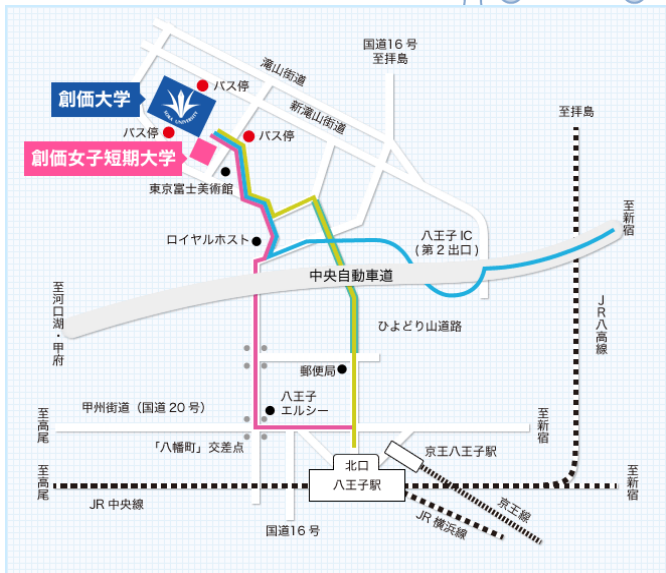 国道16号
至拝島
滝山街道
バス停
創価大学
SOKA UNIVERSITY
新滝山街道
至拝島
バス停
バス停
創価女子短期大学
東京富士美術館
至新宿
ロイヤルホスト
八王子IC
(第2出口)
中央自動車道
至河口湖・甲府
ひよどり山道路
JR八高線
郵便局
八王子
エルシー
甲州街道（国道20号）
至高尾
至新宿
「八幡町」交差点
京王八王子駅
北口
至高尾
八王子駅
至新宿
JR中央線
京王線
JR横浜線
国道16号